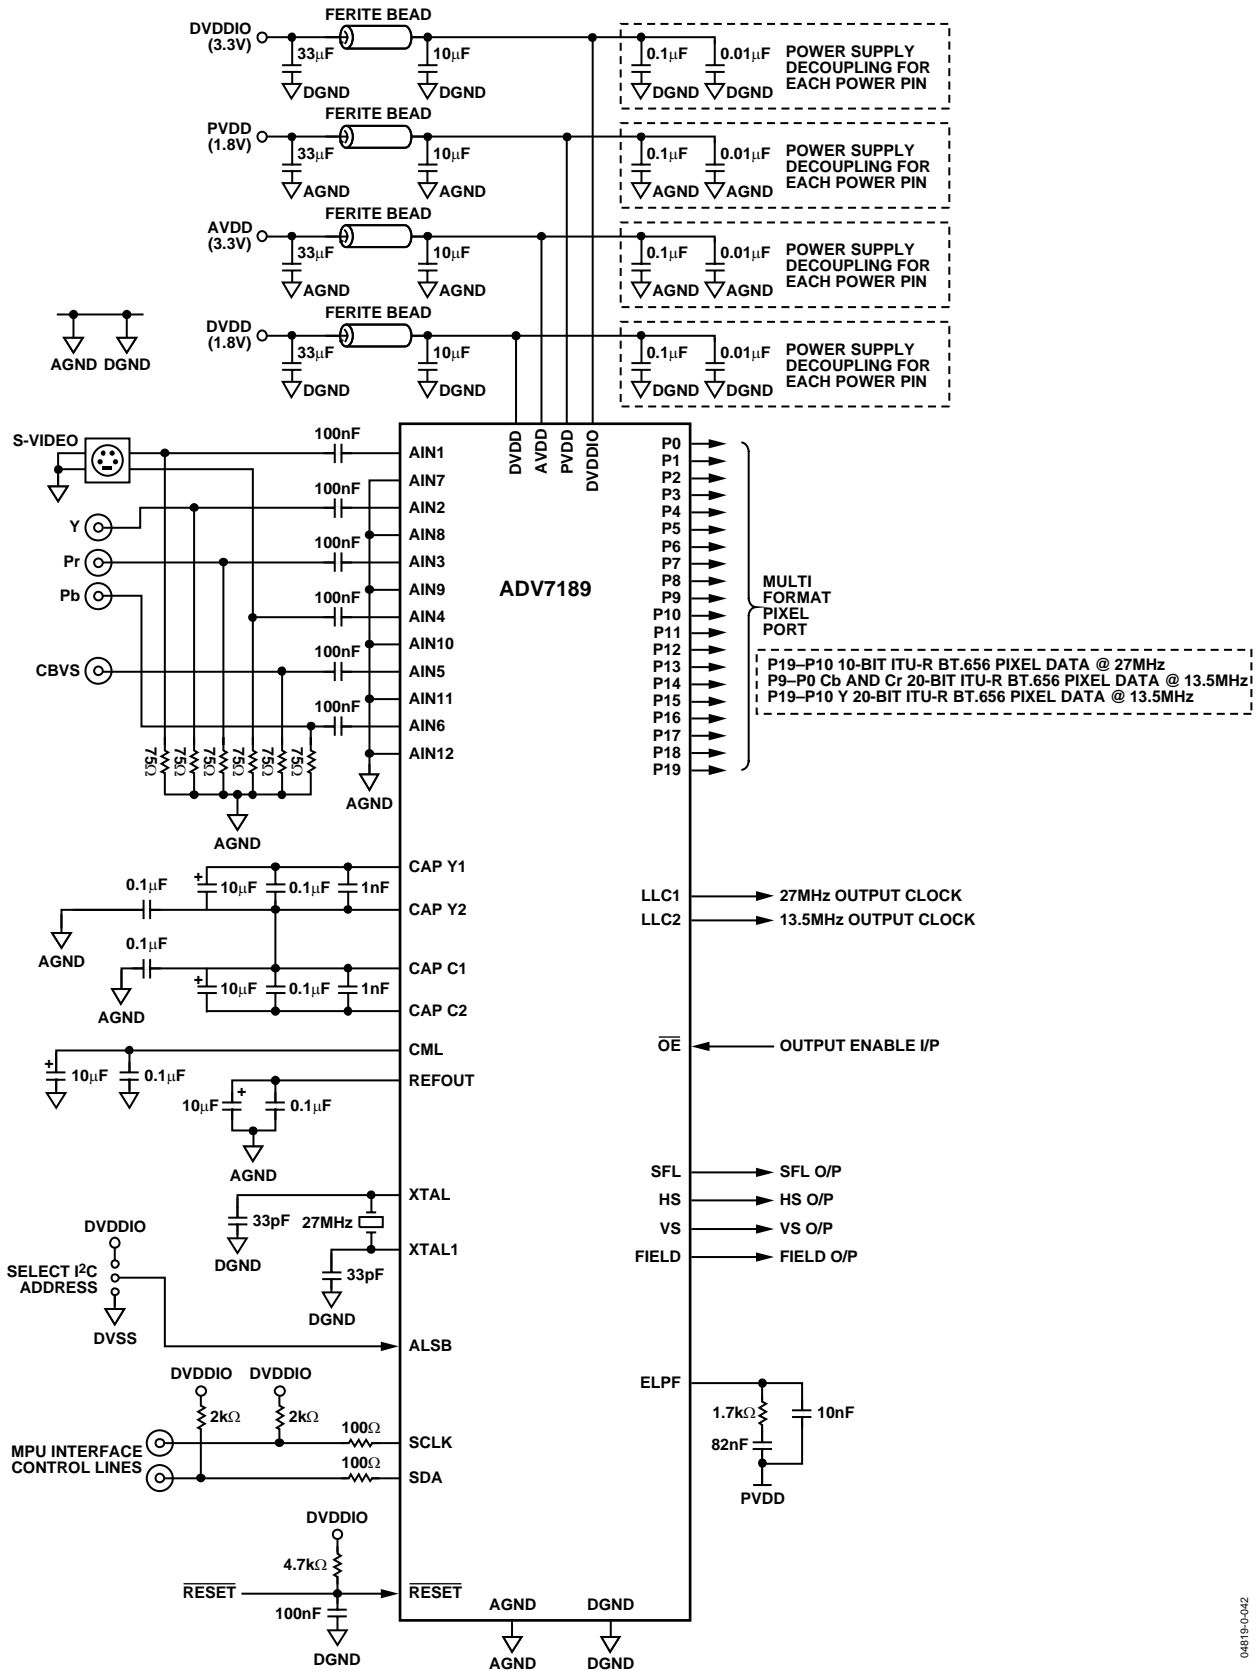 FERITE BEAD
DVDDIO
(3.3V)
33µF
10µF
0.1µF
0.01µF
POWER SUPPLY
DECOUPLING FOR
EACH POWER PIN
DGND
DGND
DGND
DGND
FERITE BEAD
PVDD
(1.8V)
33µF
10µF
0.1µF
0.01µF
POWER SUPPLY
DECOUPLING FOR
EACH POWER PIN
AGND
AGND
AGND
AGND
FERITE BEAD
AVDD
(3.3V)
33µF
10µF
0.1µF
0.01µF
POWER SUPPLY
DECOUPLING FOR
EACH POWER PIN
AGND
AGND
AGND
AGND
FERITE BEAD
DVDD
(1.8V)
33µF
10µF
0.1µF
0.01µF
POWER SUPPLY
DECOUPLING FOR
EACH POWER PIN
DGND
DGND
DGND
DGND
AGND
DGND
S-VIDEO
Y
Pr
Pb
CBVS
100nF
100nF
100nF
100nF
100nF
100nF
75Ω
75Ω
75Ω
75Ω
75Ω
75Ω
AGND
AGND
AIN1
AIN7
AIN2
AIN8
AIN3
AIN9
AIN4
AIN10
AIN5
AIN11
AIN6
AIN12
DVDD
AVDD
PVDD
DVDDIO
ADV7189
P0
P1
P2
P3
P4
P5
P6
P7
P8
P9
P10
P11
P12
P13
P14
P15
P16
P17
P18
P19
MULTI
FORMAT
PIXEL
PORT
P19–P10 10-BIT ITU-R BT.656 PIXEL DATA @ 27MHz
P9–P0 Cb AND Cr 20-BIT ITU-R BT.656 PIXEL DATA @ 13.5MHz
P19–P10 Y 20-BIT ITU-R BT.656 PIXEL DATA @ 13.5MHz
CAP Y1
0.1µF
+
10µF
0.1µF
1nF
CAP Y2
AGND
0.1µF
CAP C1
+
10µF
0.1µF
1nF
AGND
CAP C2
CML
+
10µF
0.1µF
REFOUT
10µF
+
0.1µF
AGND
LLC1
27MHz OUTPUT CLOCK
LLC2
13.5MHz OUTPUT CLOCK
OE
OUTPUT ENABLE I/P
SFL
SFL O/P
HS
HS O/P
VS
VS O/P
FIELD
FIELD O/P
XTAL
33pF
27MHz
DGND
XTAL1
33pF
DGND
DVDDIO
SELECT I²C
ADDRESS
DVSS
ALSB
DVDDIO
DVDDIO
2kΩ
2kΩ
MPU INTERFACE
CONTROL LINES
100Ω
SCLK
100Ω
SDA
ELPF
1.7kΩ
10nF
82nF
PVDD
DVDDIO
4.7kΩ
RESET
RESET
100nF
DGND
AGND
DGND
AGND
DGND
04819-0-042